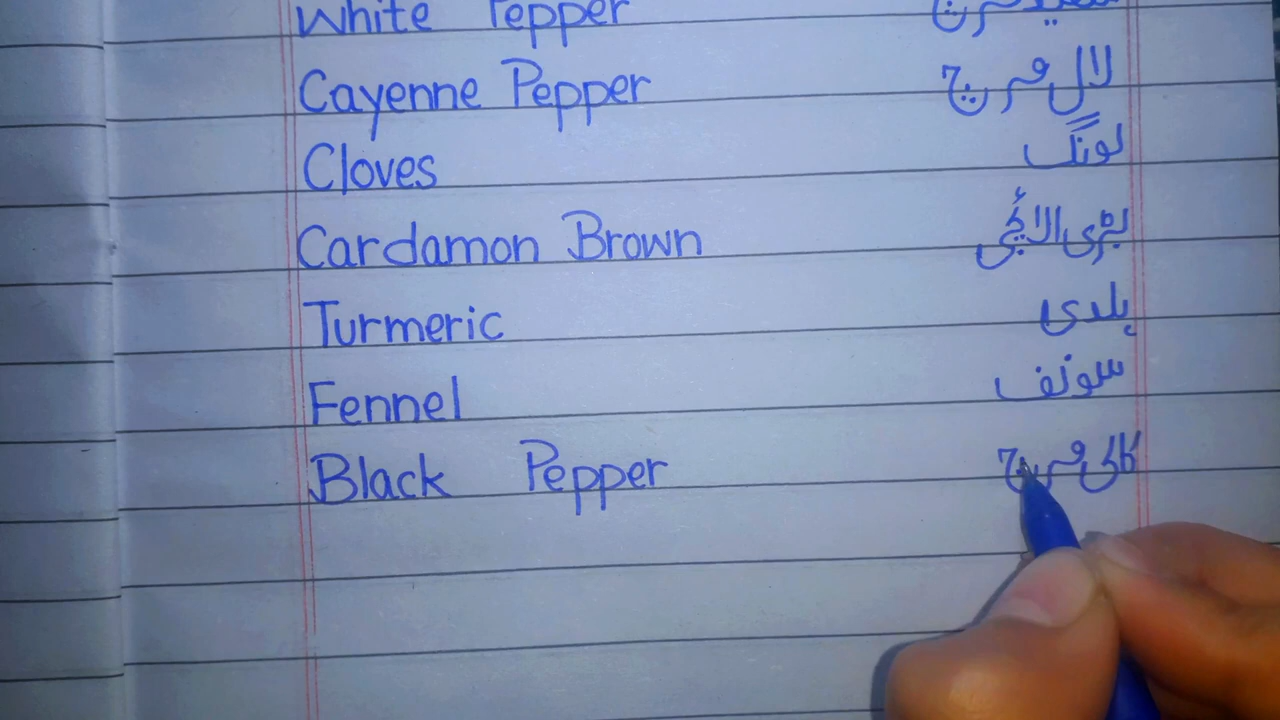 White Pepper سفید مرچ
Cayenne Pepper لال مرچ
Cloves لونگ
Cardamon Brown بڑی الائچی
Turmeric ہلدی
Fennel سونف
Black Pepper کالی مرچ